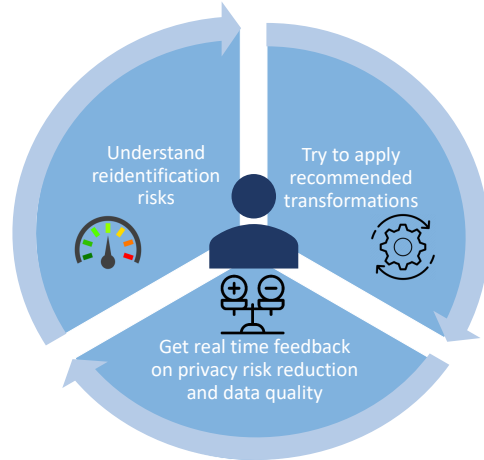 Understand
reidentification
risks
Try to apply
recommended
transformations
Get real time feedback
on privacy risk reduction
and data quality